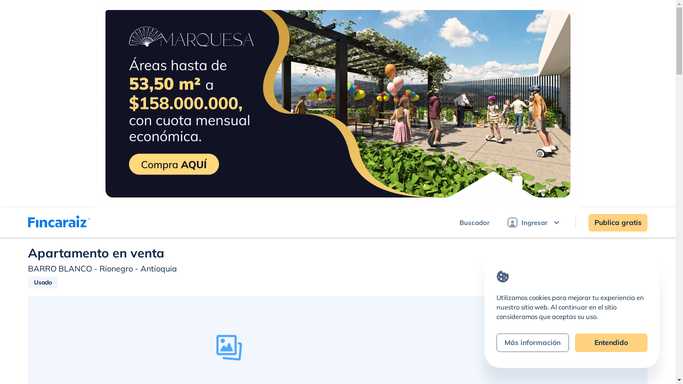 MARQUESA
Áreas hasta de
53,50 m² a
$158.000.000,
con cuota mensual
económica.
Compra AQUÍ
Fincaraiz
Buscador
Ingresar
Publica gratis
Apartamento en venta
BARRO BLANCO - Rionegro - Antioquia
Usado
Utilizamos cookies para mejorar tu experiencia en
nuestro sitio web. Al continuar en el sitio
consideramos que aceptas su uso.
Más información
Entendido